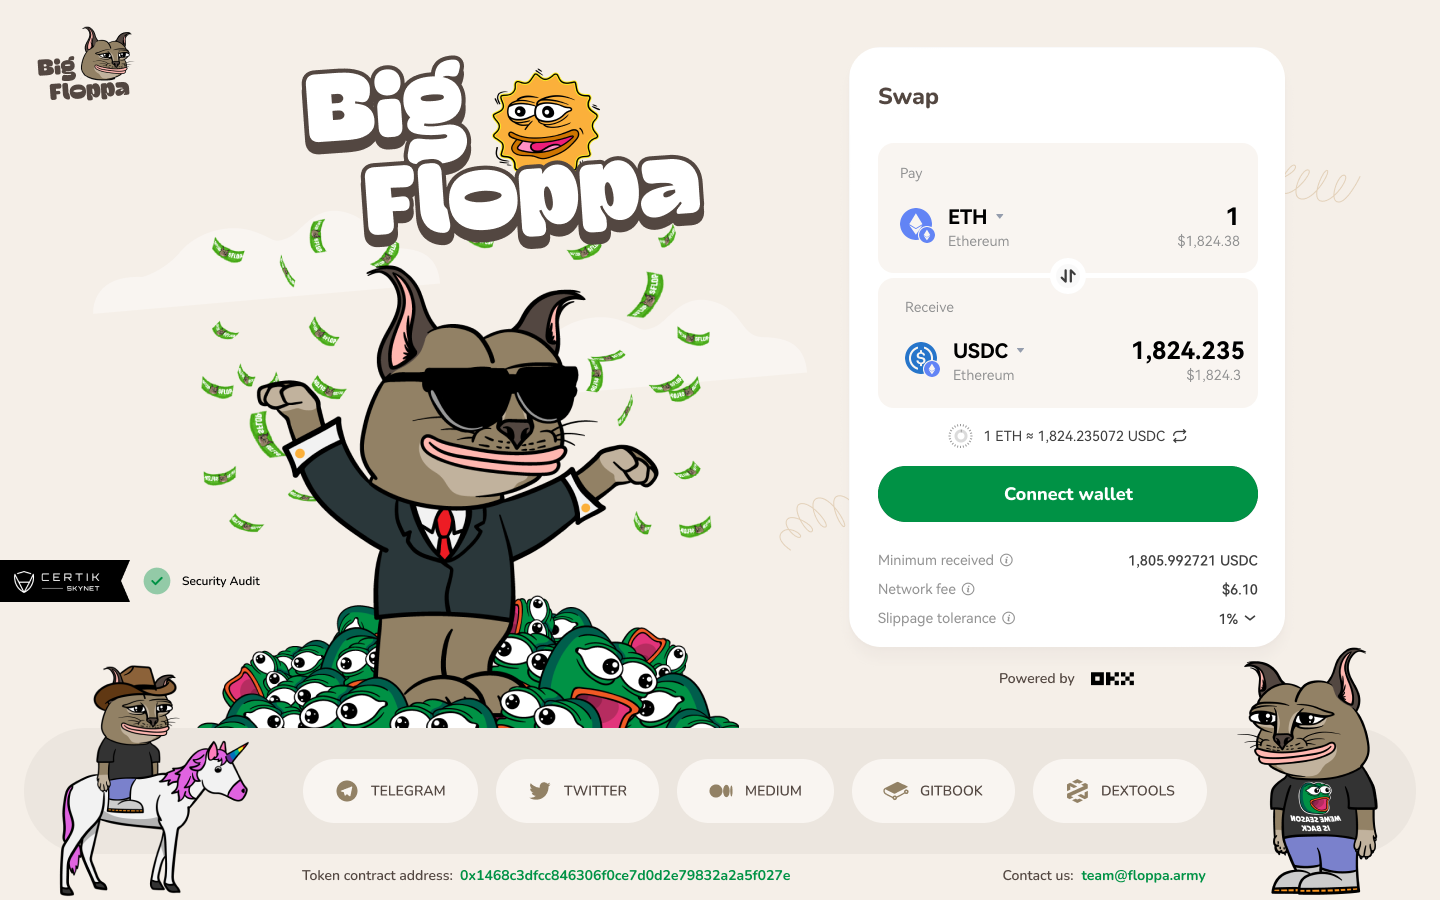 Big
Floppa
Big
Floppa
Swap
Pay
ETH
1
Ethereum
$1,824.38
Receive
USDC
1,824.235
Ethereum
$1,824.3
1 ETH ≈ 1,824.235072 USDC
Connect wallet
Minimum received
1,805.992721 USDC
Network fee
$6.10
Slippage tolerance
1%
Powered by OKX
CERTIK
SKYNET
Security Audit
TELEGRAM
TWITTER
MEDIUM
GITBOOK
DEXTOOLS
MEME SEASON
IS BACK
Token contract address: 0x1468c3dfcc846306f0ce7d0d2e79832a2a5f027e
Contact us: team@floppa.army